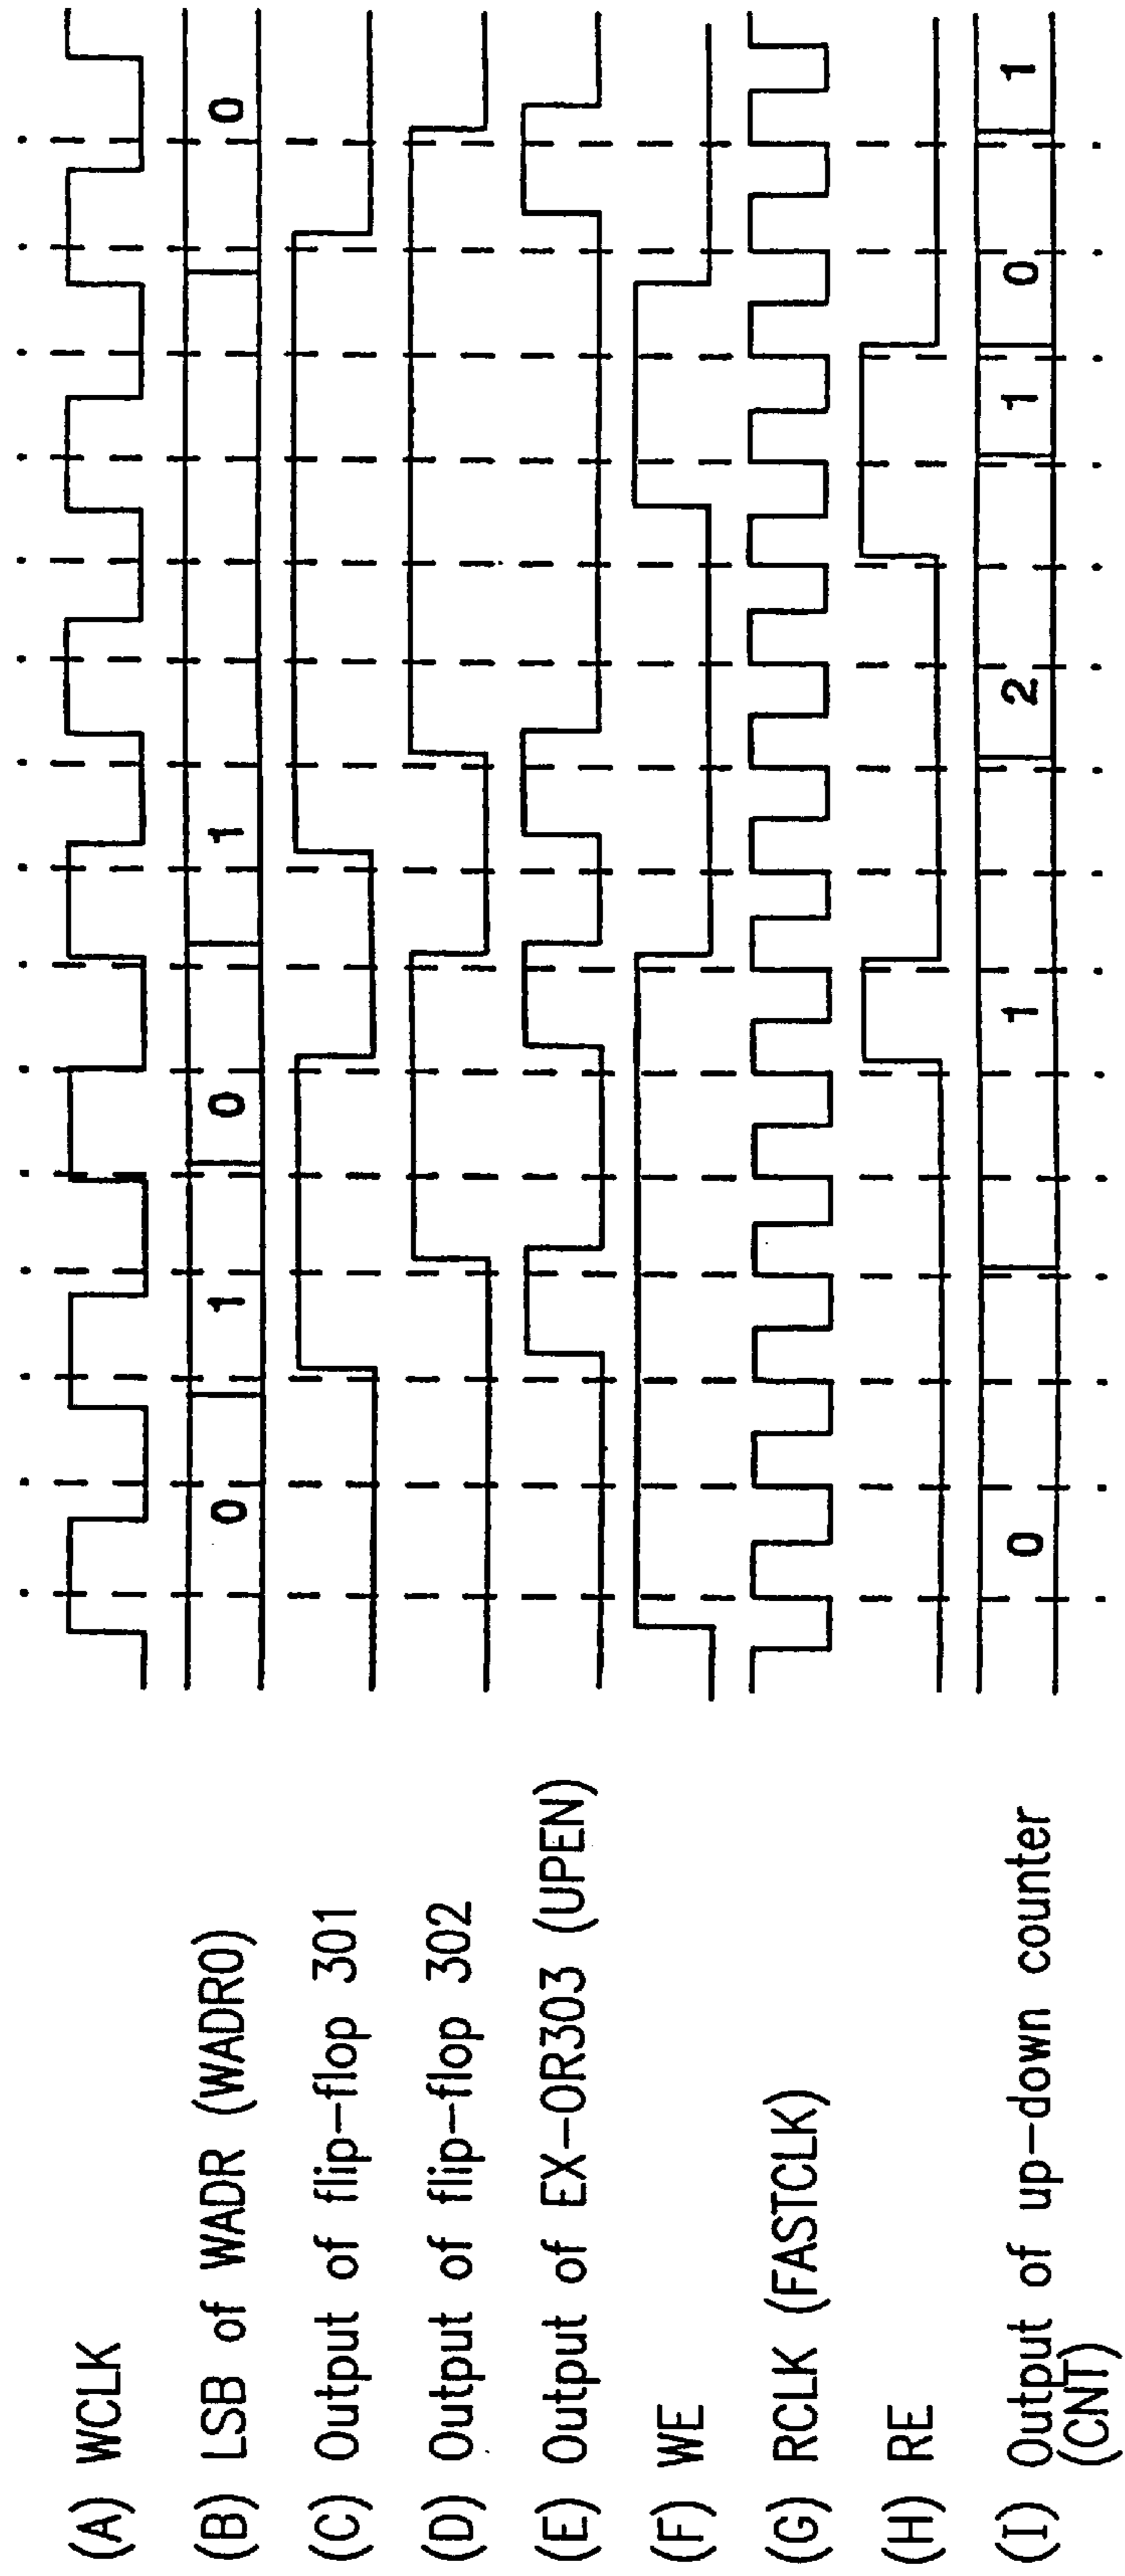 (A) WCLK
(B) LSB of WADR (WADR0)
0 1 0 1 0
(C) Output of flip-flop 301
(D) Output of flip-flop 302
(E) Output of EX-OR303 (UPEN)
(F) WE
(G) RCLK (FASTCLK)
(H) RE
(I) Output of up-down counter
(CNT)
0 1 2 1 0 1